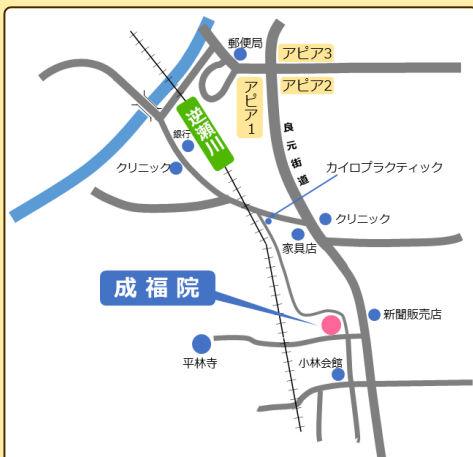 郵便局
アピア3
アピア2
アピア1
逆瀬川
銀行
良元街道
クリニック
カイロプラクティック
クリニック
家具店
成福院
新聞販売店
平林寺
小林会館